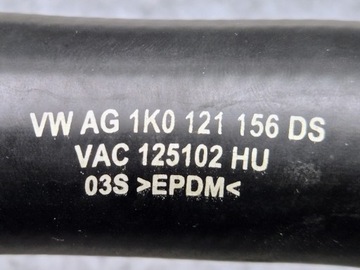 VW AG 1K0 121 156 DS
VAC 125102 HU
03S >EPDM<